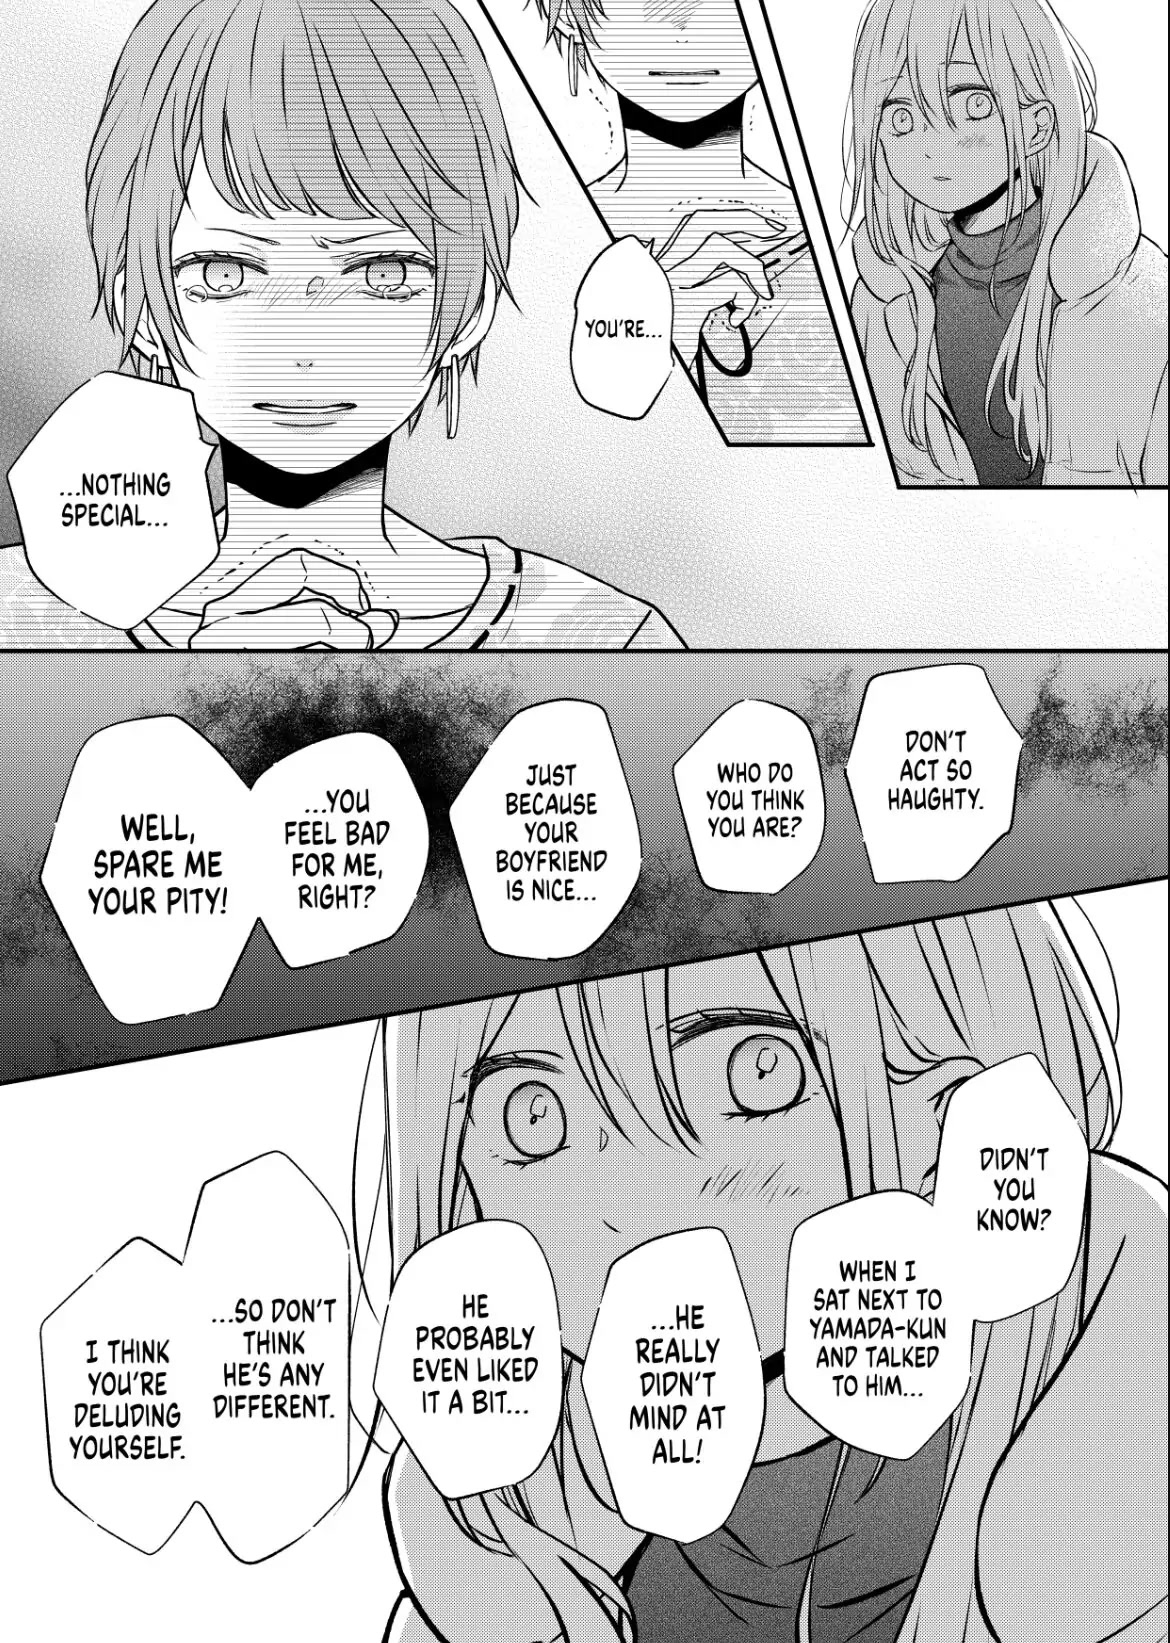 YOU'RE...
...NOTHING
SPECIAL...
DON'T
ACT SO
HAUGHTY.
WHO DO
YOU THINK
YOU ARE?
JUST
BECAUSE
YOUR
BOYFRIEND
IS NICE...
...YOU
FEEL BAD
FOR ME,
RIGHT?
WELL,
SPARE ME
YOUR PITY!
DIDN'T
YOU
KNOW?
WHEN I
SAT NEXT TO
YAMADA-KUN
AND TALKED
TO HIM...
...HE
REALLY
DIDN'T
MIND AT
ALL!
HE
PROBABLY
EVEN LIKED
IT A BIT...
...SO DON'T
THINK
HE'S ANY
DIFFERENT.
I THINK
YOU'RE
DELUDING
YOURSELF.